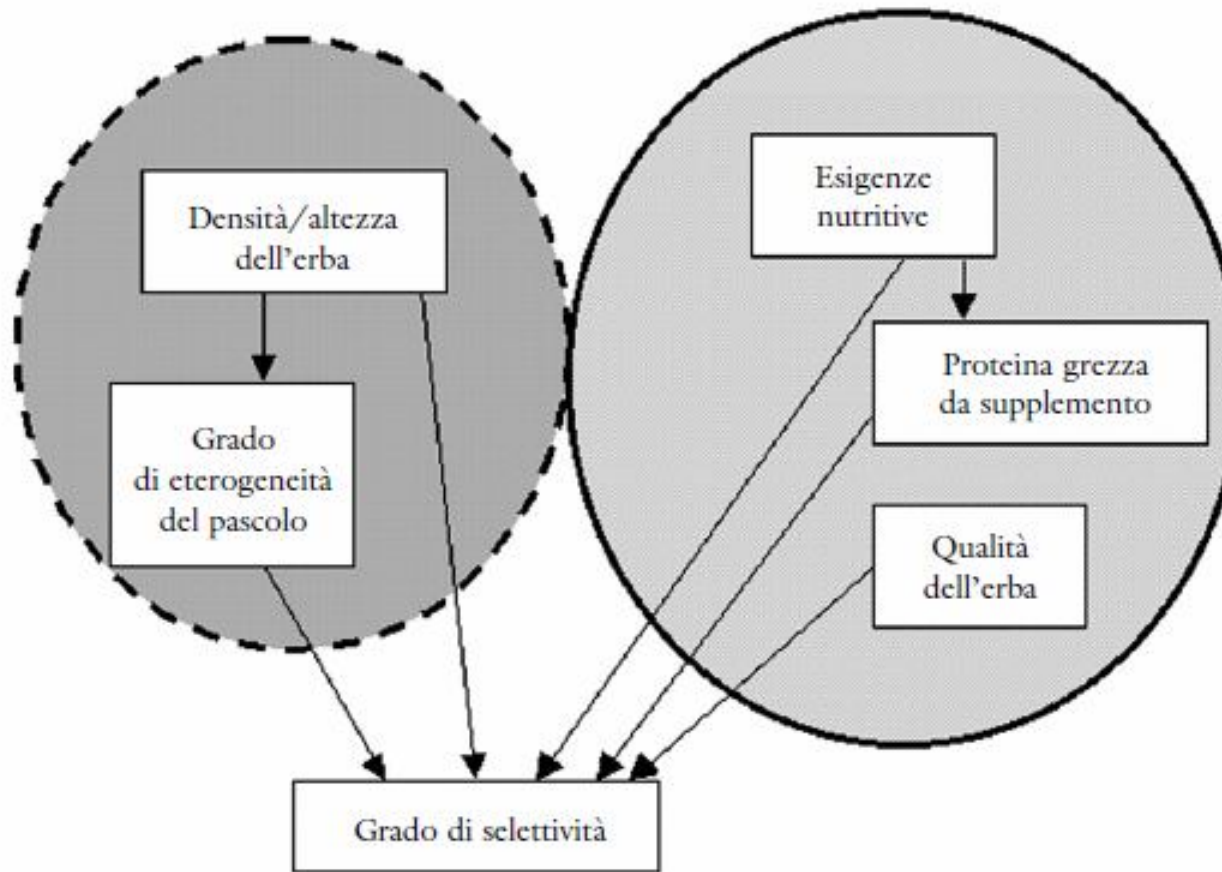 Densità/altezza
dell'erba
Grado
di eterogeneità
del pascolo
Esigenze
nutritive
Proteina grezza
da supplemento
Qualità
dell'erba
Grado di selettività